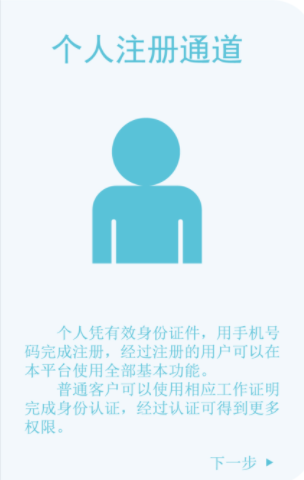 个人注册通道
个人凭有效身份证件，用手机号
码完成注册，经过注册的用户可以在
本平台使用全部基本功能。
普通客户可以使用相应工作证明
完成身份认证，经过认证可得到更多
权限。
下一步 ▶